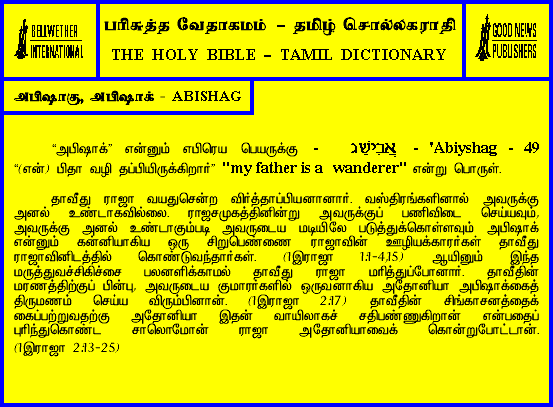 BELLWETHER
INTERNATIONAL
பரிசுத்த வேதாகமம் – தமிழ் சொல்லகராதி
THE HOLY BIBLE – TAMIL DICTIONARY
GOOD NEWS
PUBLISHERS
அபிஷாகு, அபிஷாக் - ABISHAG
“அபிஷாக்” என்னும் எபிரெய பெயருக்கு - אֲבִישַׁג - 'Abiyshag - 49
“(என்) பிதா வழி தப்பியிருக்கிறார்” "my father is a wanderer" என்று பொருள்.
தாவீது ராஜா வயதுசென்ற விர்த்தாப்பியனானார். வஸ்திரங்களினால் அவருக்கு
அனல் உண்டாகவில்லை. ராஜசமுகத்தினின்று அவருக்குப் பணிவிடை செய்யவும்,
அவருக்கு அனல் உண்டாகும்படி அவருடைய மடியிலே படுத்துக்கொள்ளவும் அபிஷாக்
என்னும் கன்னியாகிய ஒரு சிறுபெண்ணை ராஜாவின் ஊழியக்காரர்கள் தாவீது
ராஜாவினிடத்தில் கொண்டுவந்தார்கள். (1இராஜா 1:1-4,15) ஆயினும் இந்த
மருத்துவச்சிகிச்சை பலனளிக்காமல் தாவீது ராஜா மரித்துப்போனார். தாவீதின்
மரணத்திற்குப் பின்பு, அவருடைய குமாரர்களில் ஒருவனாகிய அதோனியா அபிஷாக்கைத்
திருமணம் செய்ய விரும்பினான். (1இராஜா 2:17) தாவீதின் சிங்காசனத்தைக்
கைப்பற்றுவதற்கு அதோனியா இதன் வாயிலாகச் சதிபண்ணுகிறான் என்பதைப்
புரிந்துகொண்ட சாலொமோன் ராஜா அதோனியாவைக் கொன்றுபோட்டான்.
(1இராஜா 2:13-25)